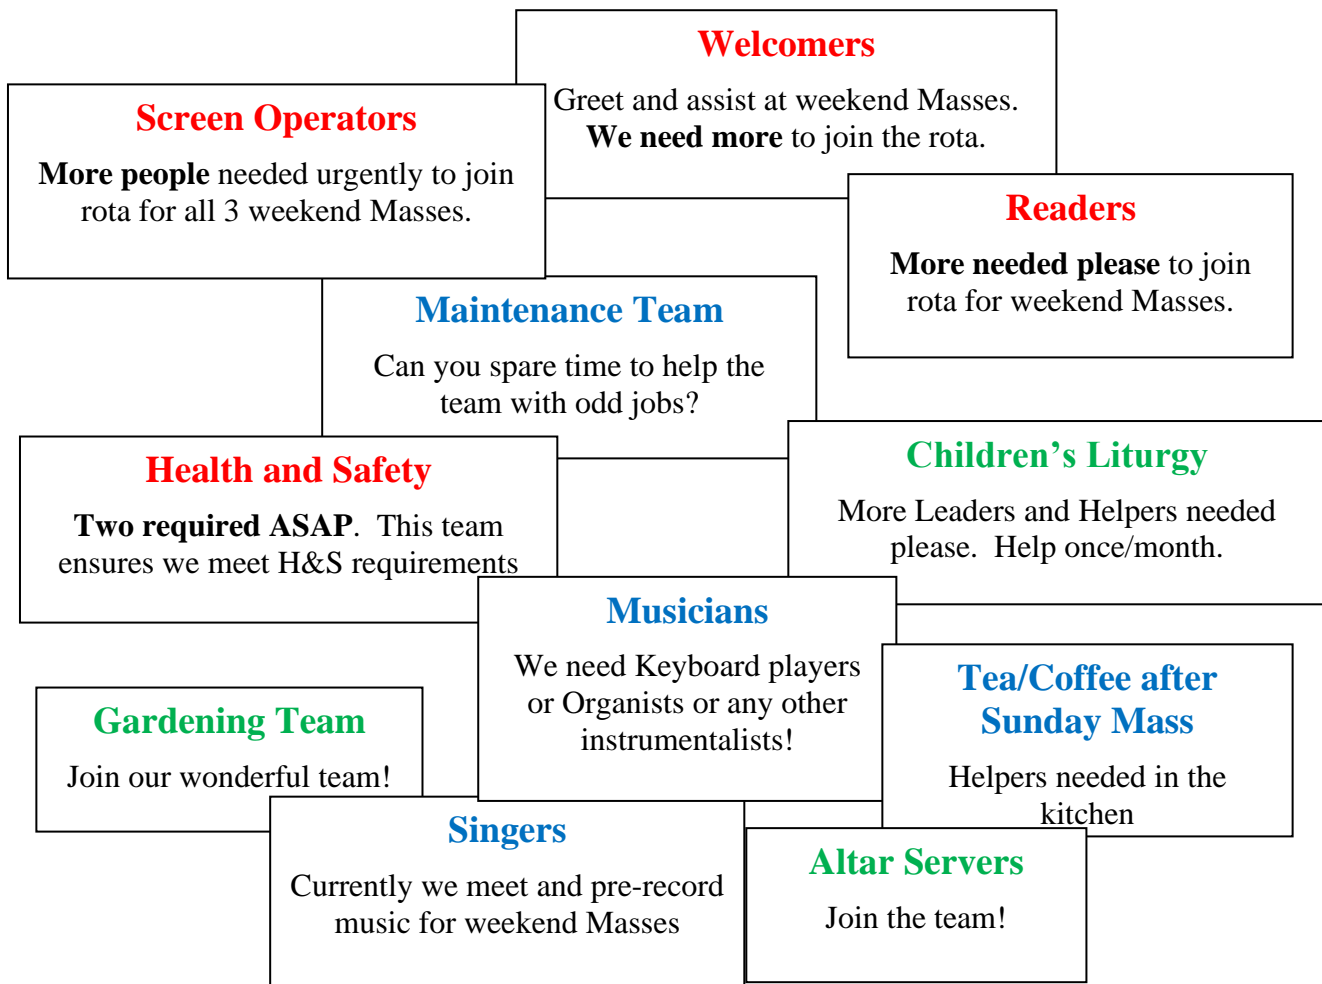 Welcomers
Greet and assist at weekend Masses.
We need more to join the rota.
Screen Operators
More people needed urgently to join
rota for all 3 weekend Masses.
Readers
More needed please to join
rota for weekend Masses.
Maintenance Team
Can you spare time to help the
team with odd jobs?
Health and Safety
Two required ASAP.  This team
ensures we meet H&S requirements
Children’s Liturgy
More Leaders and Helpers needed
please.  Help once/month.
Musicians
We need Keyboard players
or Organists or any other
instrumentalists!
Tea/Coffee after
Sunday Mass
Helpers needed in the
kitchen
Gardening Team
Join our wonderful team!
Singers
Currently we meet and pre-record
music for weekend Masses
Altar Servers
Join the team!